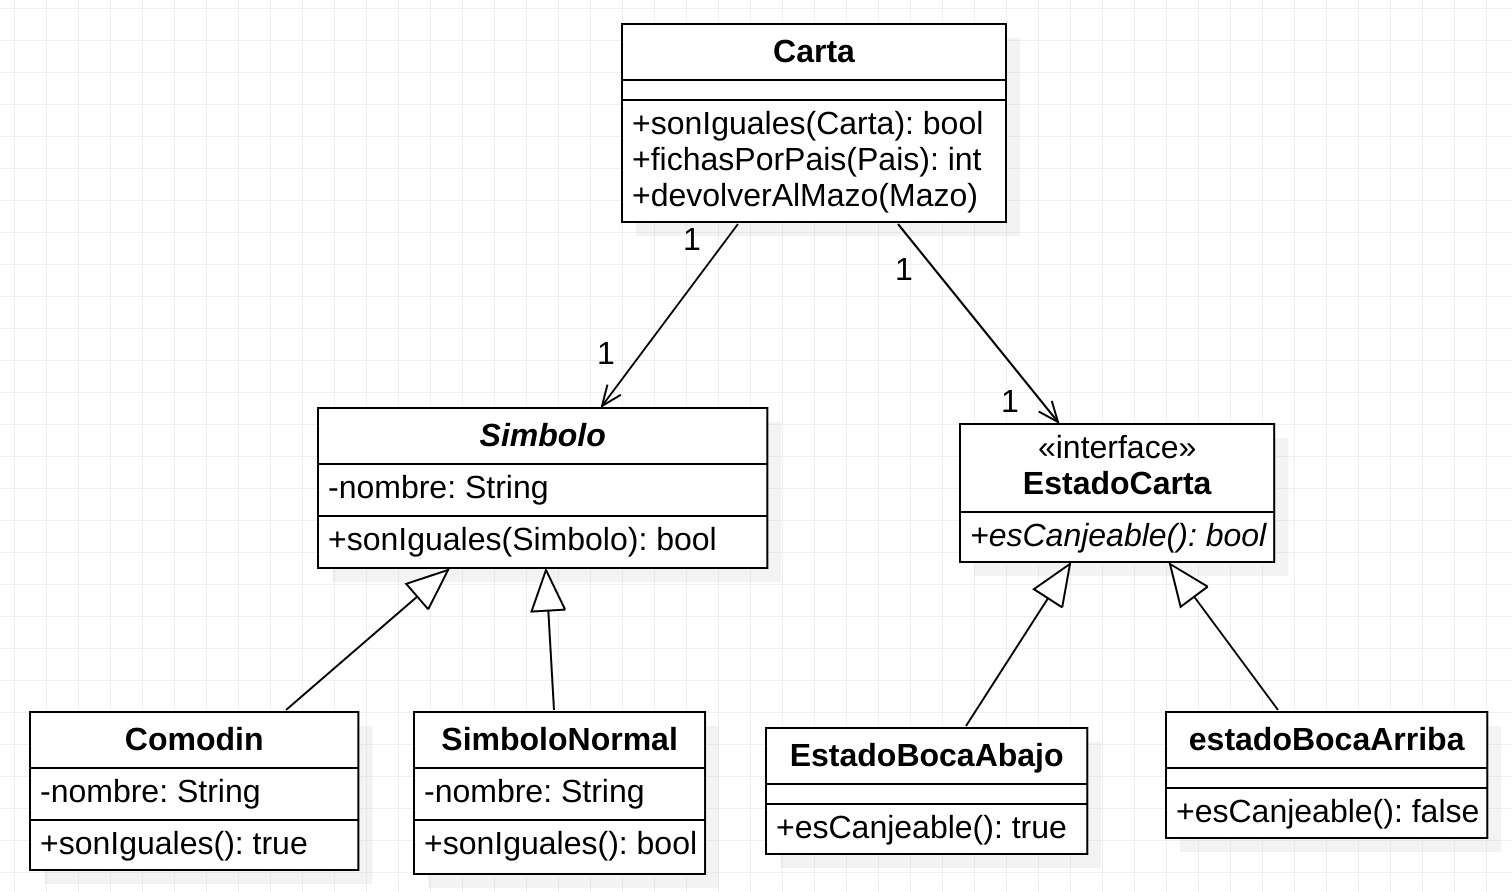 Carta
+sonIguales(Carta): bool
+fichasPorPais(Pais): int
+devolverAlMazo(Mazo)
1
1
1
1
Simbolo
-nombre: String
+sonIguales(Simbolo): bool
«interface»
EstadoCarta
+esCanjeable(): bool
Comodin
-nombre: String
+sonIguales(): true
SimboloNormal
-nombre: String
+sonIguales(): bool
EstadoBocaAbajo
+esCanjeable(): true
estadoBocaArriba
+esCanjeable(): false